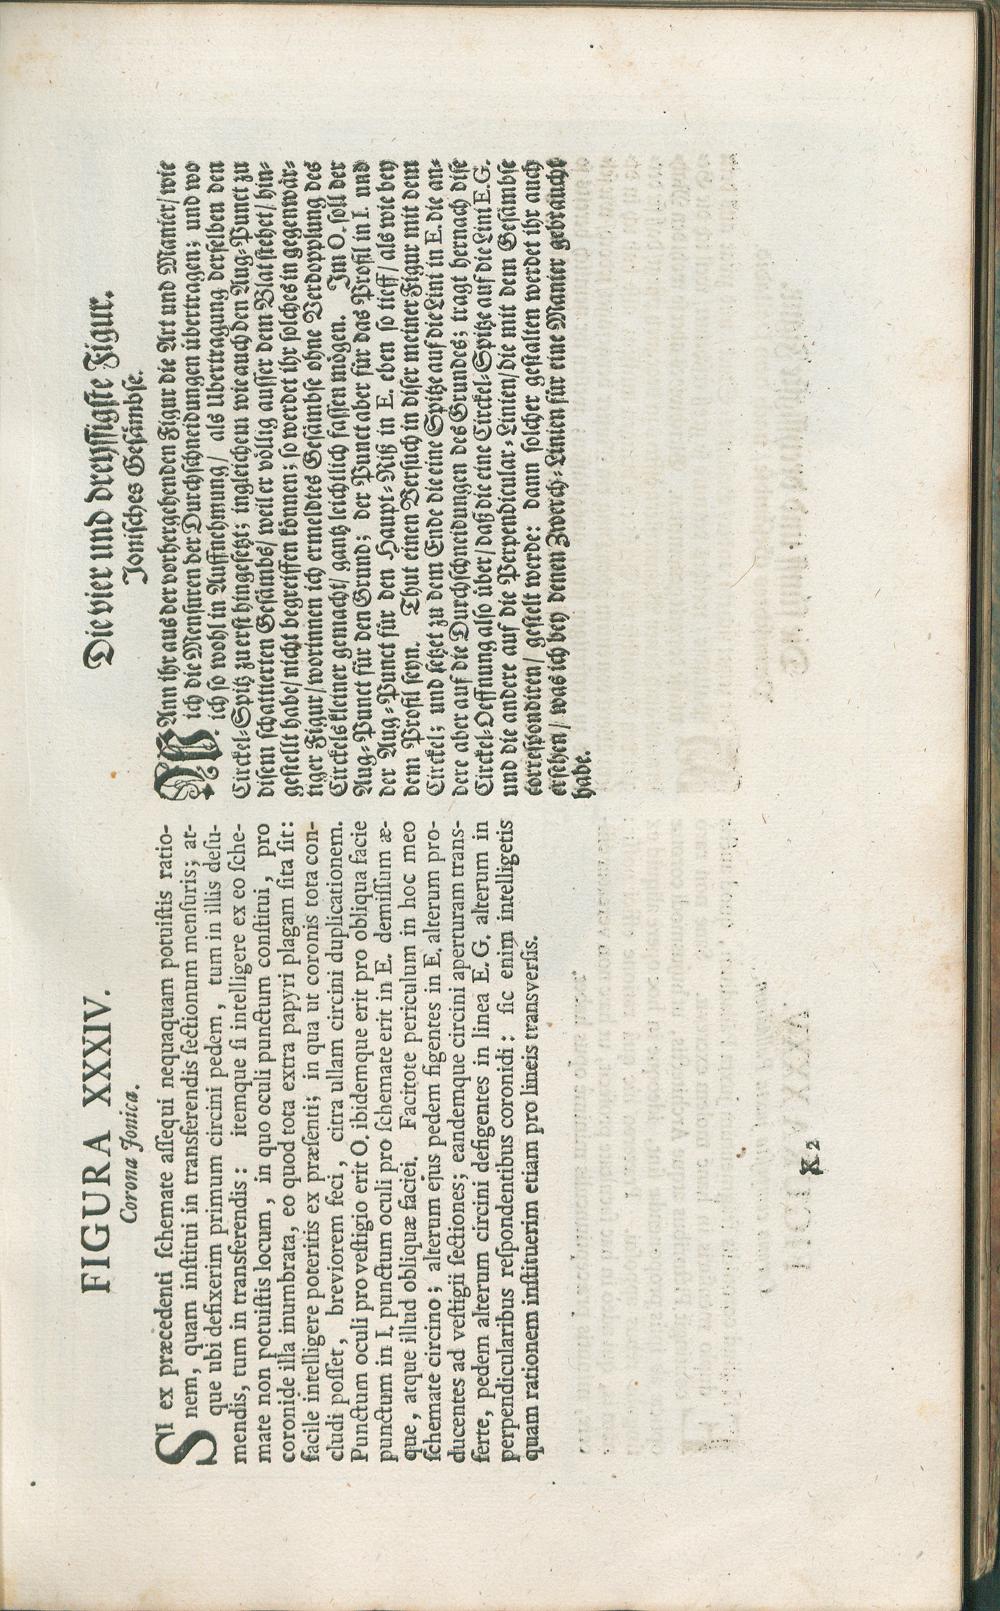 FIGURA XXXIV.
Corona Jonica.
SI ex præcedenti ſchemate aſſequi nequaquam potuiſtis ratio-
nem, quam inſtitui in transferendis ſectionum menſuris; at-
que ubi defixerim primum circini pedem, tum in illis deſu-
mendis, tum in transferendis: itemque ſi intelligere ex eo ſche-
mate non potuiſtis locum, in quo oculi punctum conſtitui, pro
coronide illa inumbrata, eo quod tota extra papyri plagam ſita ſit:
facile intelligere poteritis ex præſenti; in qua ut coronis tota con-
cludi poſſet, breviorem feci, citra ullam circini duplicationem.
Punctum oculi pro veſtigio erit O. ibidemque erit pro obliqua facie
punctum in I. punctum oculi pro ſchemate erit in E. demiſſum æ-
que, atque illud obliquæ faciei. Facitote periculum in hoc meo
ſchemate circino; alterum ejus pedem figentes in E. alterum pro-
ducentes ad veſtigii ſectiones; eandemque circini aperturam trans-
ferte, pedem alterum circini defigentes in linea E. G. alterum in
perpendicularibus reſpondentibus coronidi: ſic enim intelligetis
quam rationem inſtituerim etiam pro lineis transverſis.
Die vier und dreyſſigſte Figur.
Joniſches Geſämbſe.
WAnn ihr aus der vorhergehenden Figur die Art und Manier/ wie
ich die Menſuren der Durchſchneidungen übertragen; und wo
ich ſo wohl in Auffnehmung/ als Ubertragung derſelben den
Circkel-Spitz zu erſt hingeſetzt; ingleichem wie auch den Aug-Punct zu
diſem ſchattierten Geſämbs/ weil er völlig auſſer dem Blat ſtehet/ hin-
geſtellt habe/ nicht begreiffen können; ſo werdet ihr ſolches in gegenwär-
tiger Figur/ worinnen ich ermeldtes Geſämbſe ohne Verdopplung des
Circkels kleiner gemacht/ gantz leichtlich faſſen mögen. Im O. ſoll der
Aug-Punct für den Grund; der Punct aber für das Profil in I. und
der Aug-Punct für den Haupt-Riß in E. eben ſo tieff/ als wie bey
dem Profil ſeyn. Thut einen Verſuch in diſer meiner Figur mit dem
Circkel; und ſetzet zu dem Ende die eine Spitze auf die Lini in E. die an-
dere aber auf die Durchſchneidungen des Grundes; tragt hernach diſe
Circkel-Oeffnung alſo über/ daß die eine Circkel-Spitze auf die Lini E.G.
und die andere auf die Perpendicular-Linien/ die mit dem Geſämbſe
correſpondiren/ geſtelt werde: dann ſolcher geſtalten werdet ihr auch
erſehen/ was ich bey denen Zwerch-Linien für eine Manier gebraucht
habe.
K 2